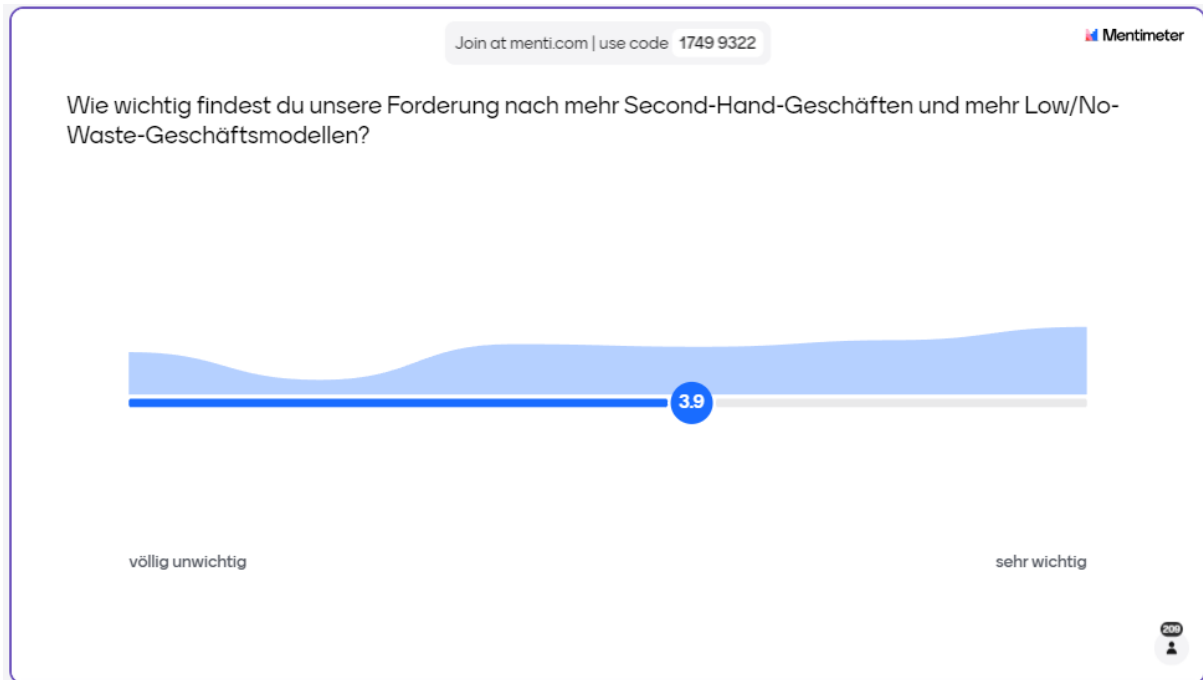 Join at menti.com | use code 1749 9322
Mentimeter
Wie wichtig findest du unsere Forderung nach mehr Second-Hand-Geschäften und mehr Low/No-
Waste-Geschäftsmodellen?
3.9
völlig unwichtig
sehr wichtig
209